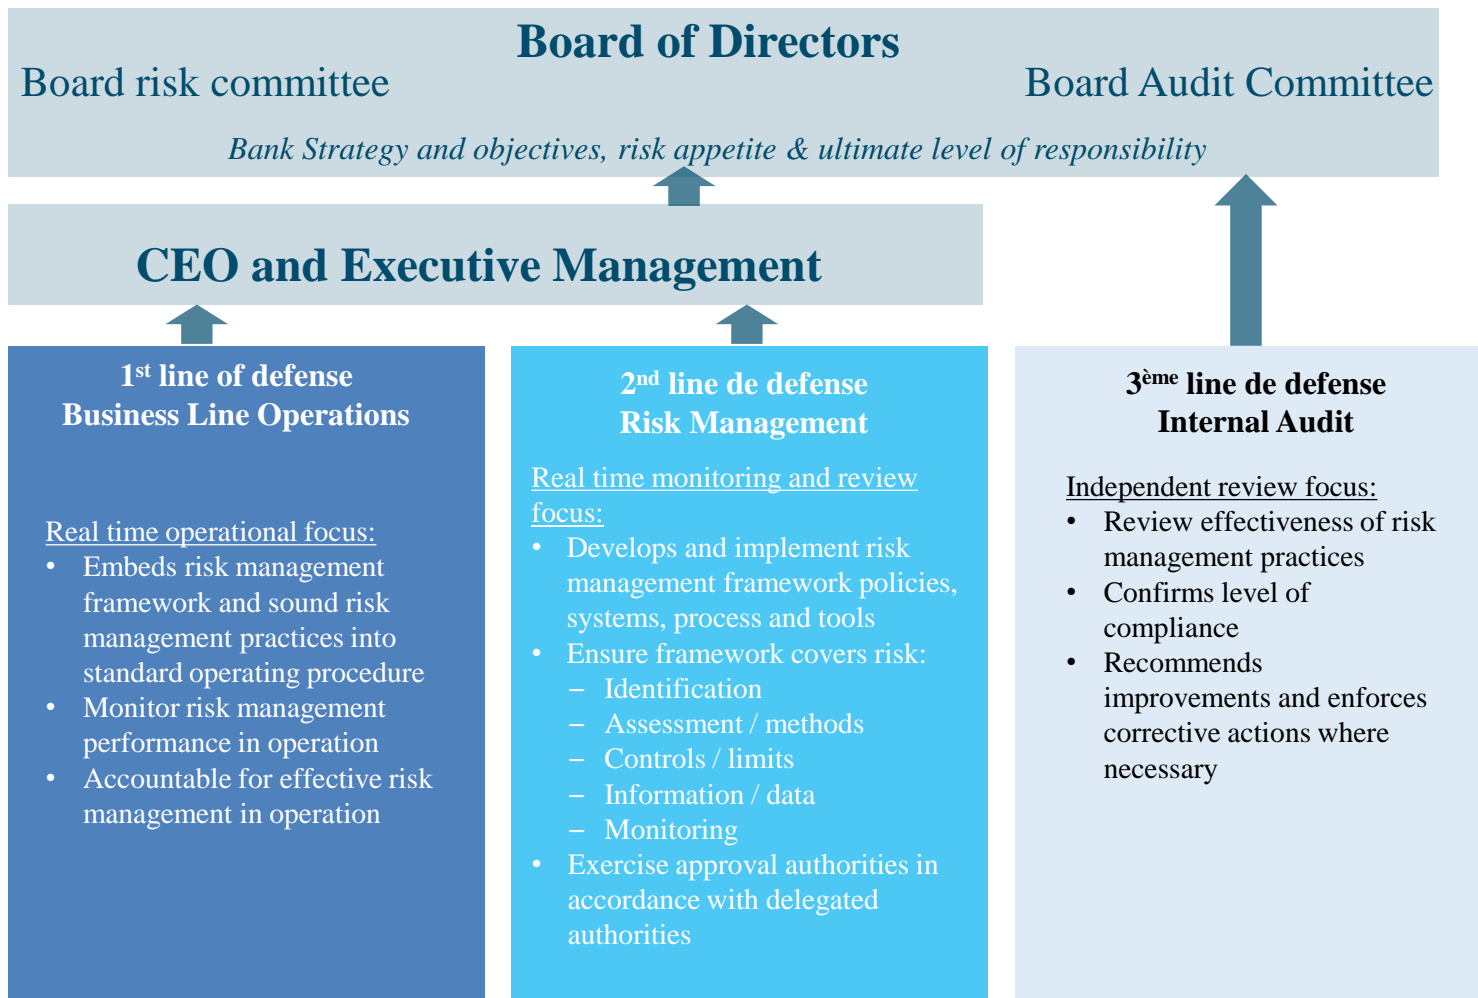 Board of Directors
Board risk committee
Board Audit Committee
Bank Strategy and objectives, risk appetite & ultimate level of responsibility
CEO and Executive Management
1st line of defense
Business Line Operations
Real time operational focus:
• Embeds risk management
framework and sound risk
management practices into
standard operating procedure
• Monitor risk management
performance in operation
• Accountable for effective risk
management in operation
2nd line de defense
Risk Management
Real time monitoring and review
focus:
• Develops and implement risk
management framework policies,
systems, process and tools
• Ensure framework covers risk:
– Identification
– Assessment / methods
– Controls / limits
– Information / data
– Monitoring
• Exercise approval authorities in
accordance with delegated
authorities
3ème line de defense
Internal Audit
Independent review focus:
• Review effectiveness of risk
management practices
• Confirms level of
compliance
• Recommends
improvements and enforces
corrective actions where
necessary